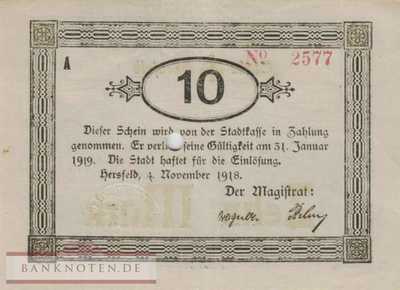 No 2577
A
10
Dieser Schein wird von der Stadtkasse in Zahlung
genommen. Er verliert seine Gültigkeit am 31. Januar
1919. Die Stadt haftet für die Einlösung.
Hersfeld, 4. November 1918.
Der Magistrat:
BANKNOTEN.DE